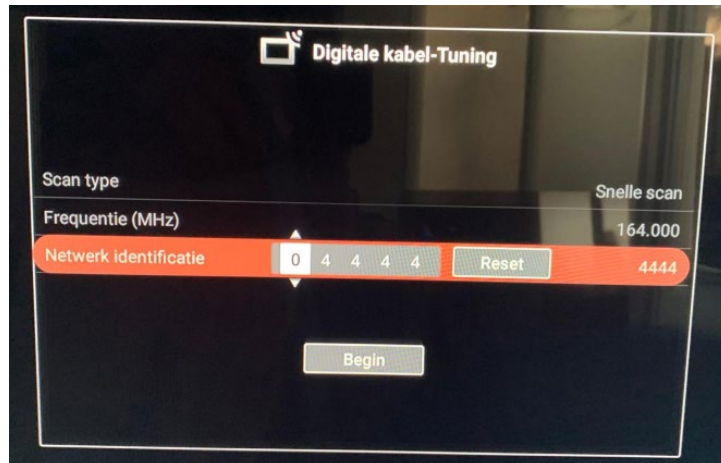 Digitale kabel-Tuning
Scan type Snelle scan
Frequentie (MHz) 164.000
Netwerk identificatie 0 4 4 4 4 Reset 4444
Begin